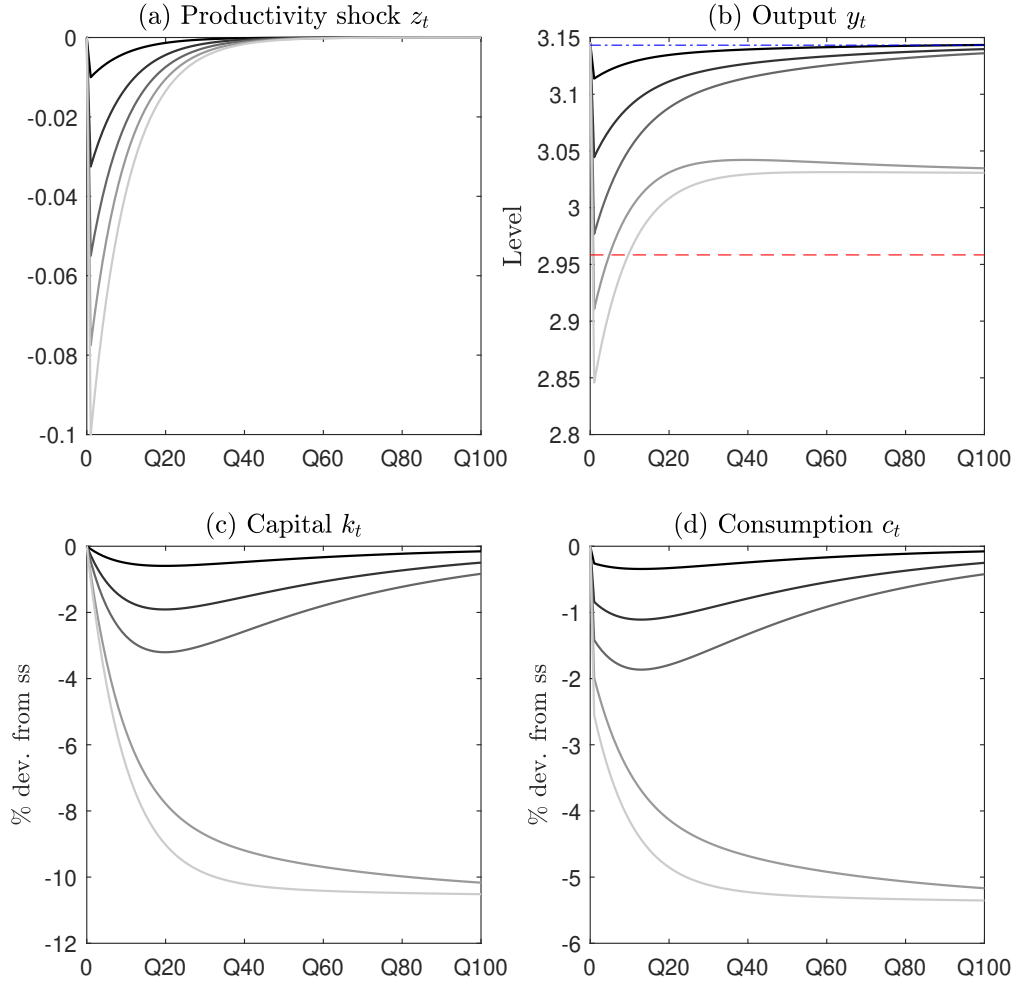 (a) Productivity shock z_t
0
-0.02
-0.04
-0.06
-0.08
-0.1
0 Q20 Q40 Q60 Q80 Q100
(b) Output y_t
Level
3.15
3.1
3.05
3
2.95
2.9
2.85
2.8
0 Q20 Q40 Q60 Q80 Q100
(c) Capital k_t
% dev. from ss
0
-2
-4
-6
-8
-10
-12
0 Q20 Q40 Q60 Q80 Q100
(d) Consumption c_t
% dev. from ss
0
-1
-2
-3
-4
-5
-6
0 Q20 Q40 Q60 Q80 Q100